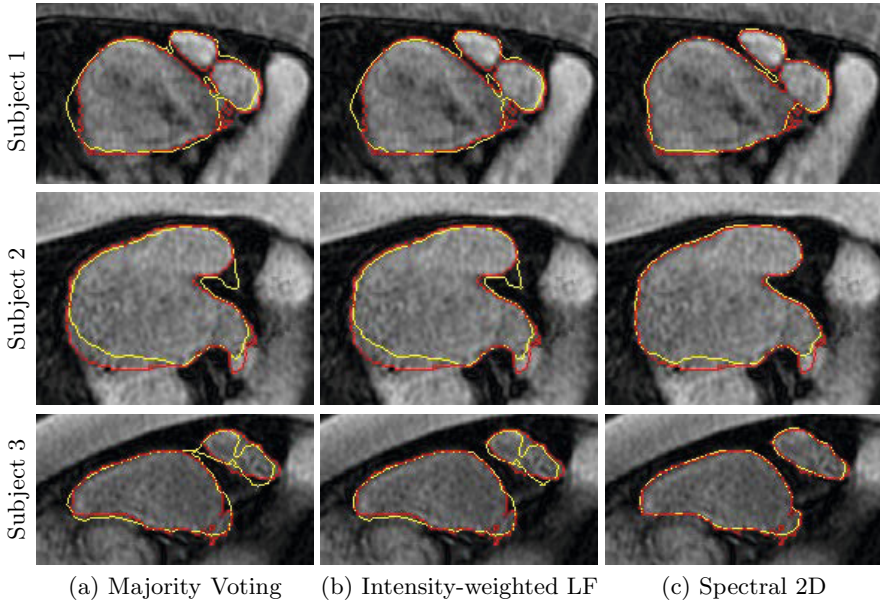 Subject 1
Subject 2
Subject 3
(a) Majority Voting
(b) Intensity-weighted LF
(c) Spectral 2D